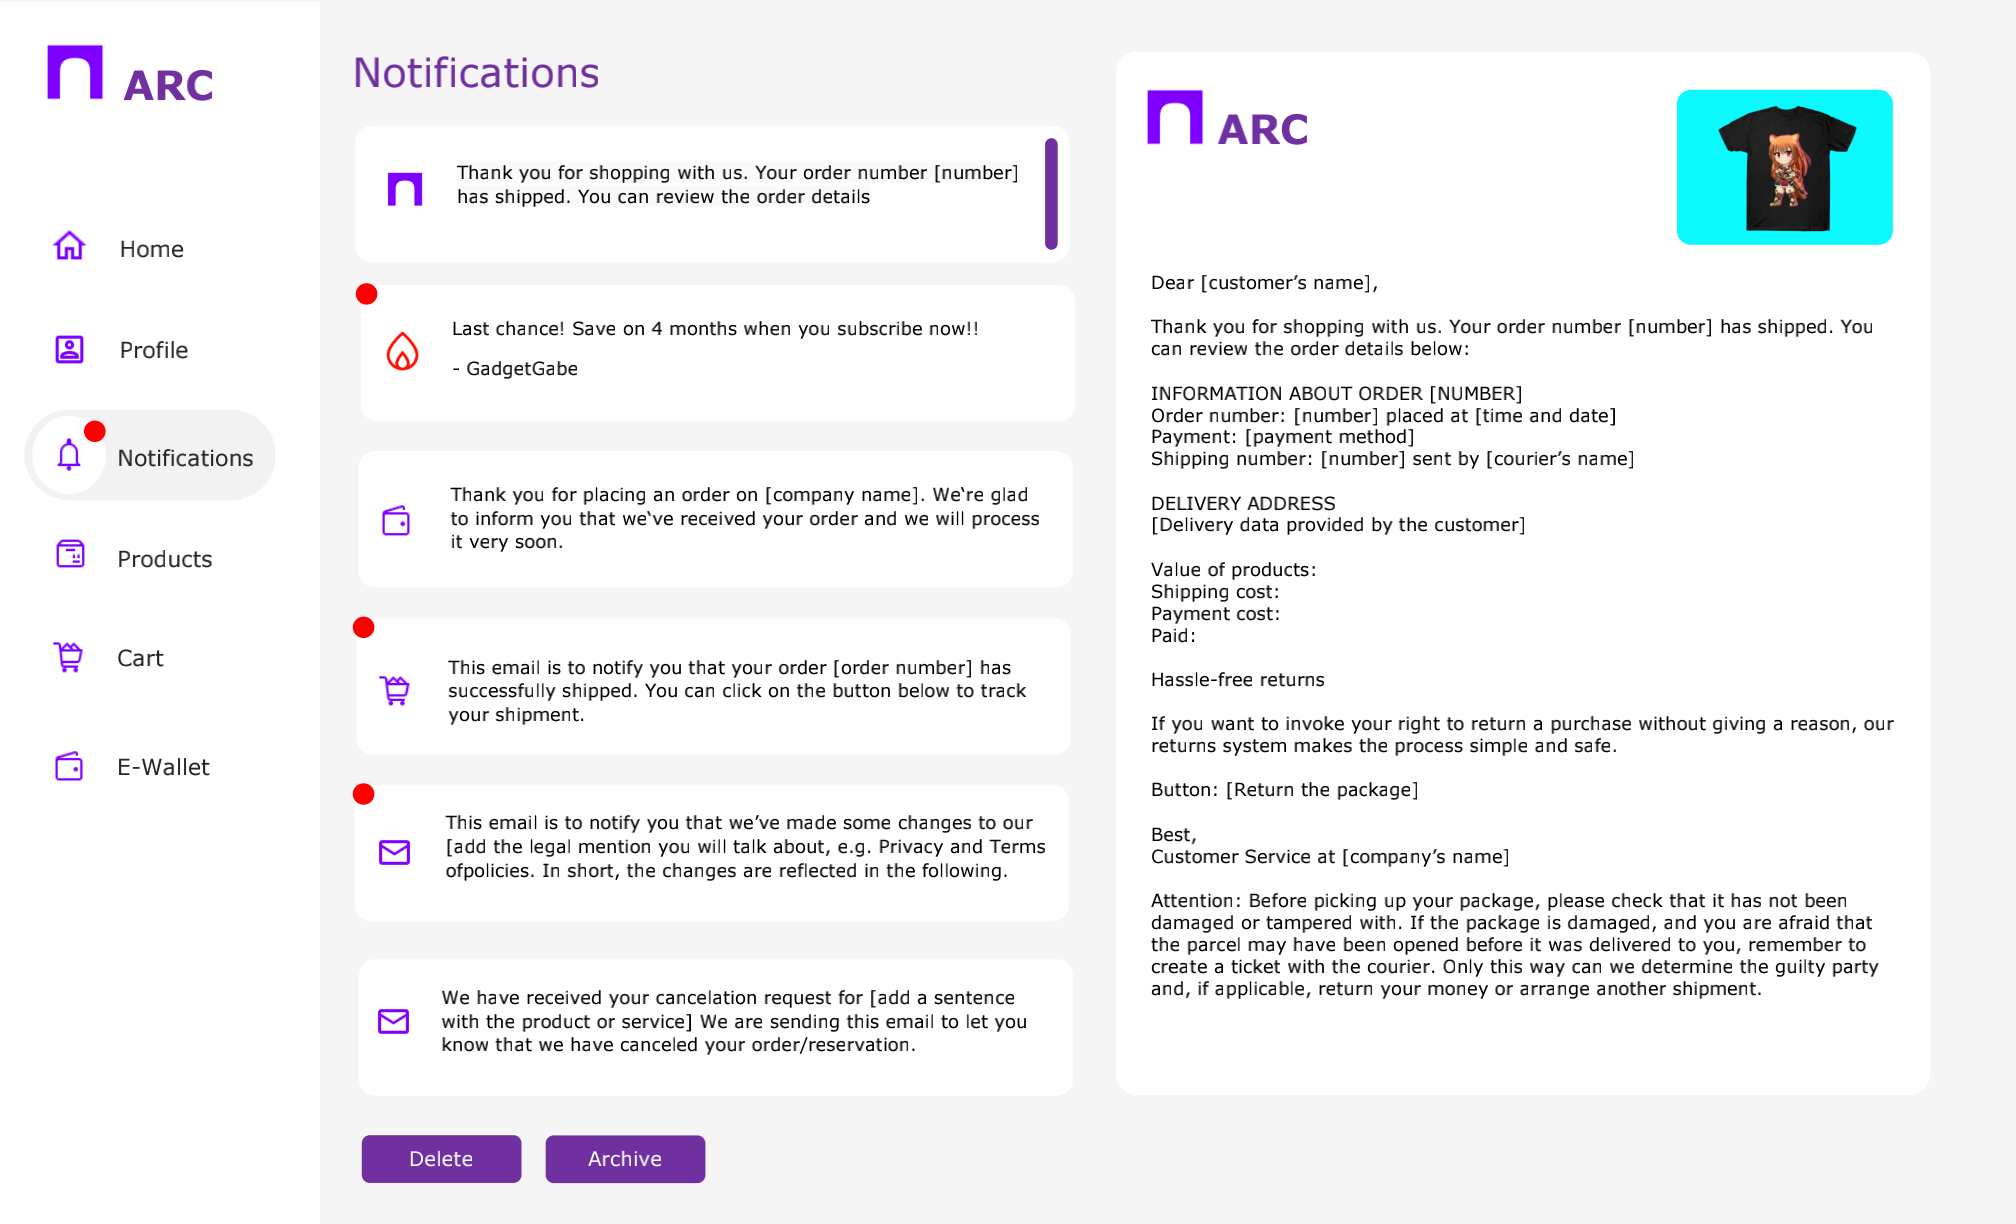 ARC
Home
Profile
Notifications
Products
Cart
E-Wallet
Notifications
Thank you for shopping with us. Your order number [number]
has shipped. You can review the order details
Last chance! Save on 4 months when you subscribe now!!
- GadgetGabe
Thank you for placing an order on [company name]. We‘re glad
to inform you that we‘ve received your order and we will process
it very soon.
This email is to notify you that your order [order number] has
successfully shipped. You can click on the button below to track
your shipment.
This email is to notify you that we’ve made some changes to our
[add the legal mention you will talk about, e.g. Privacy and Terms
ofpolicies. In short, the changes are reflected in the following.
We have received your cancelation request for [add a sentence
with the product or service] We are sending this email to let you
know that we have canceled your order/reservation.
Delete
Archive
ARC
Dear [customer’s name],
Thank you for shopping with us. Your order number [number] has shipped. You
can review the order details below:
INFORMATION ABOUT ORDER [NUMBER]
Order number: [number] placed at [time and date]
Payment: [payment method]
Shipping number: [number] sent by [courier’s name]
DELIVERY ADDRESS
[Delivery data provided by the customer]
Value of products:
Shipping cost:
Payment cost:
Paid:
Hassle-free returns
If you want to invoke your right to return a purchase without giving a reason, our
returns system makes the process simple and safe.
Button: [Return the package]
Best,
Customer Service at [company’s name]
Attention: Before picking up your package, please check that it has not been
damaged or tampered with. If the package is damaged, and you are afraid that
the parcel may have been opened before it was delivered to you, remember to
create a ticket with the courier. Only this way can we determine the guilty party
and, if applicable, return your money or arrange another shipment.